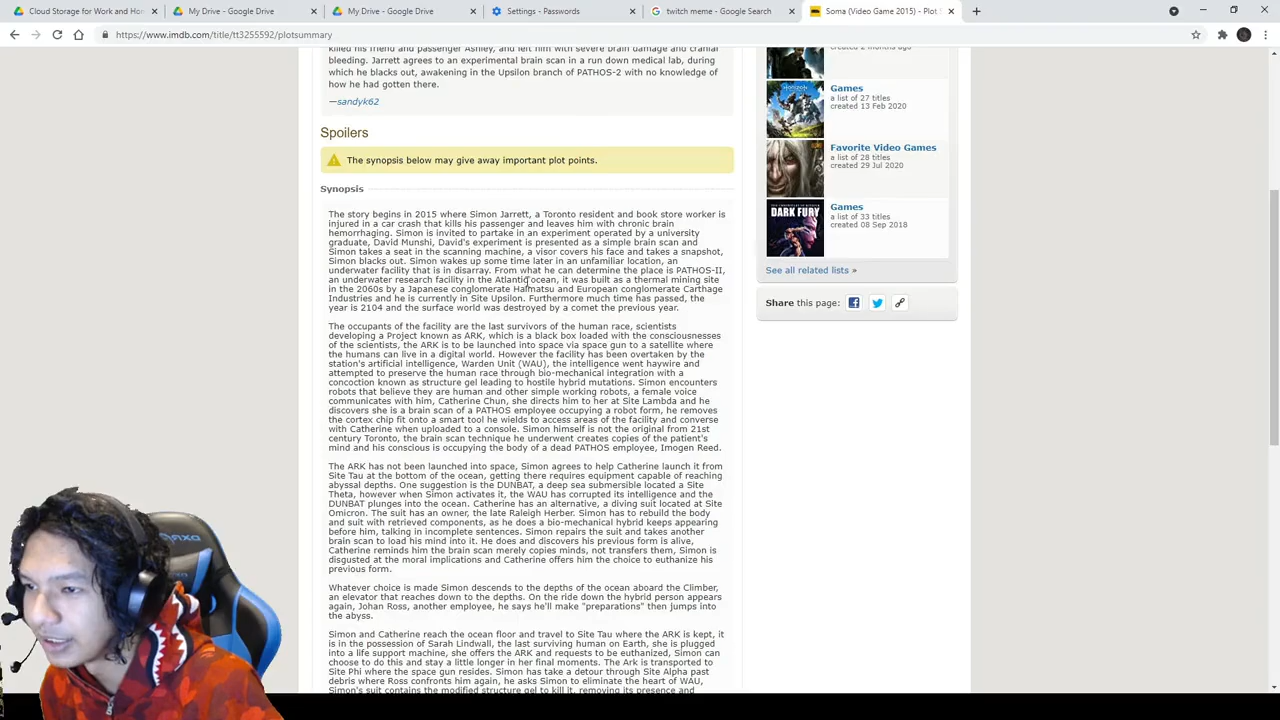 Cloud Storage for Work and Hom
My Drive - Google Drive
My Drive - Google Drive
Settings - Passwords
twitch meme - Google Search
Soma (Video Game 2015) - Plot S
https://www.imdb.com/title/tt3255592/plotsummary
killed his friend and passenger Ashley, and left him with severe brain damage and cranial
bleeding. Jarrett agrees to an experimental brain scan in a run down medical lab, during
which he blacks out, awakening in the Upsilon branch of PATHOS-2 with no knowledge of
how he had gotten there.
—sandyk62
Spoilers
The synopsis below may give away important plot points.
Synopsis
The story begins in 2015 where Simon Jarrett, a Toronto resident and book store worker is
injured in a car crash that kills his passenger and leaves him with chronic brain
hemorrhaging. Simon is invited to partake in an experiment operated by a university
graduate, David Munshi, David's experiment is presented as a simple brain scan and
Simon takes a seat in the scanning machine, a visor covers his face and takes a snapshot,
Simon blacks out. Simon wakes up some time later in an unfamiliar location, an
underwater facility that is in disarray. From what he can determine the place is PATHOS-II,
an underwater research facility in the Atlantic ocean, it was built as a thermal mining site
in the 2060s by a Japanese conglomerate Haimatsu and European conglomerate Carthage
Industries and he is currently in Site Upsilon. Furthermore much time has passed, the
year is 2104 and the surface world was destroyed by a comet the previous year.
The occupants of the facility are the last survivors of the human race, scientists
developing a Project known as ARK, which is a black box loaded with the consciousnesses
of the scientists, the ARK is to be launched into space via space gun to a satellite where
the humans can live in a digital world. However the facility has been overtaken by the
station's artificial intelligence, Warden Unit (WAU), the intelligence went haywire and
attempted to preserve the human race through bio-mechanical integration with a
concoction known as structure gel leading to hostile hybrid mutations. Simon encounters
robots that believe they are human and other simple working robots, a female voice
communicates with him, Catherine Chun, she directs him to her at Site Lambda and he
discovers she is a brain scan of a PATHOS employee occupying a robot form, he removes
the cortex chip fit onto a smart tool he wields to access areas of the facility and converse
with Catherine when uploaded to a console. Simon himself is not the original from 21st
century Toronto, the brain scan technique he underwent creates copies of the patient's
mind and his conscious is occupying the body of a dead PATHOS employee, Imogen Reed.
The ARK has not been launched into space, Simon agrees to help Catherine launch it from
Site Tau at the bottom of the ocean, getting there requires equipment capable of reaching
abyssal depths. One suggestion is the DUNBAT, a deep sea submersible located a Site
Theta, however when Simon activates it, the WAU has corrupted its intelligence and the
DUNBAT plunges into the ocean. Catherine has an alternative, a diving suit located at Site
Omicron. The suit has an owner, the late Raleigh Herber. Simon has to rebuild the body
and suit with retrieved components, as he does a bio-mechanical hybrid keeps appearing
before him, talking in incomplete sentences. Simon repairs the suit and takes another
brain scan to load his mind into it. He does and discovers his previous form is alive,
Catherine reminds him the brain scan merely copies minds, not transfers them, Simon is
disgusted at the moral implications and Catherine offers him the choice to euthanize his
previous form.
Whatever choice is made Simon descends to the depths of the ocean aboard the Climber,
an elevator that reaches down to the depths. On the ride down the hybrid person appears
again, Johan Ross, another employee, he says he'll make "preparations" then jumps into
the abyss.
Simon and Catherine reach the ocean floor and travel to Site Tau where the ARK is kept, it
is in the possession of Sarah Lindwall, the last surviving human on Earth, she is plugged
into a life support machine, she offers the ARK and requests to be euthanized, Simon can
choose to do this and stay a little longer in her final moments. The Ark is transported to
Site Phi where the space gun resides. Simon has take a detour through Site Alpha past
debris where Ross confronts him again, he asks Simon to eliminate the heart of WAU,
Simon's suit contains the modified structure gel to kill it, removing its presence and
created 2 months ago
HORIZON
Games
a list of 27 titles
created 13 Feb 2020
Favorite Video Games
a list of 28 titles
created 29 Jul 2020
DARK FURY
Games
a list of 33 titles
created 08 Sep 2018
See all related lists »
Share this page: